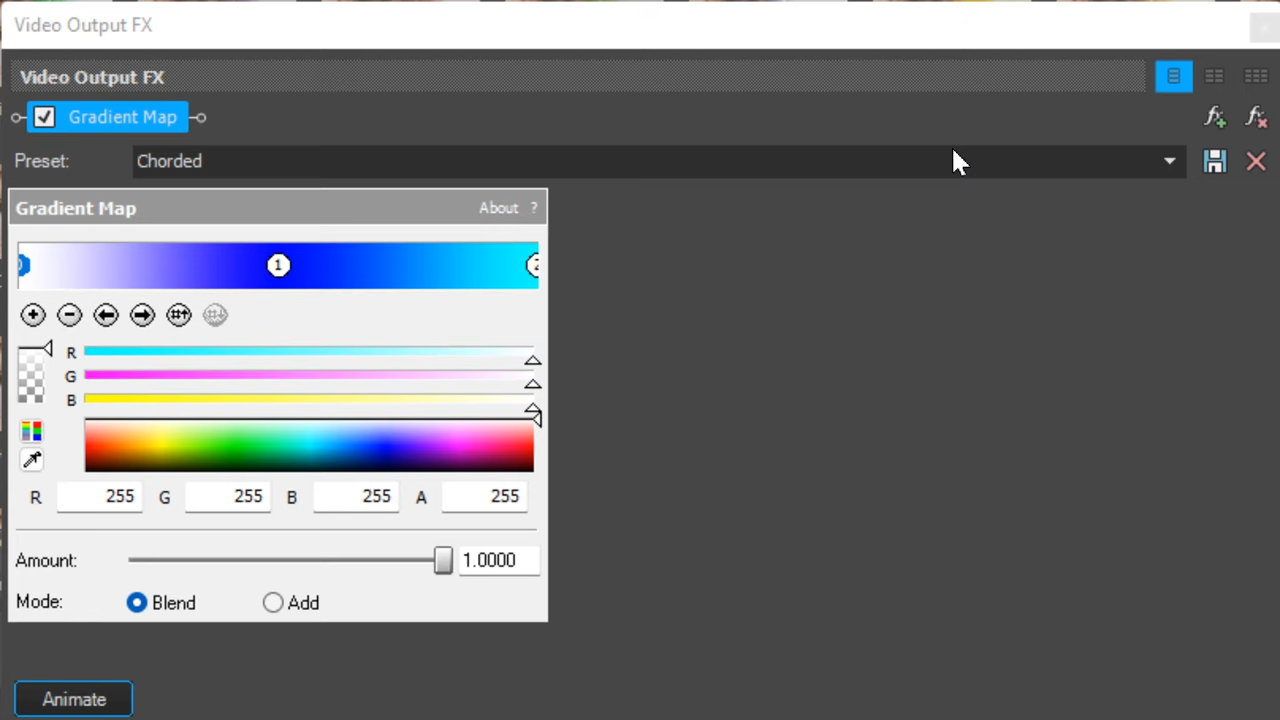 Video Output FX
Video Output FX
Gradient Map
Preset: Chorded
Gradient Map About ?
1
R
G
B
R 255 G 255 B 255 A 255
Amount: 1.0000
Mode: Blend Add
Animate